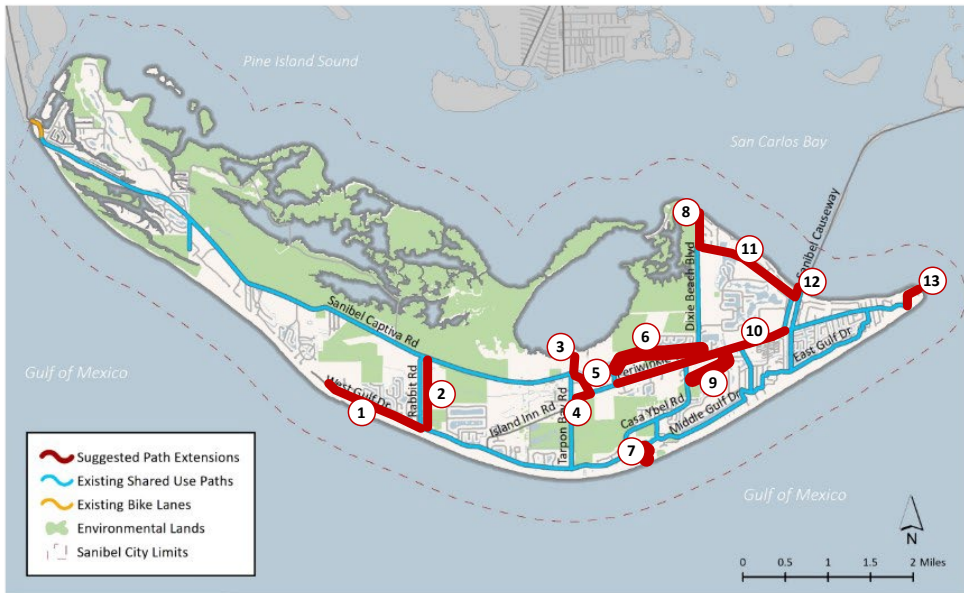 Pine Island Sound
San Carlos Bay
Sanibel Causeway
8
11
12
13
Dixie Beach Blvd
Sanibel Captiva Rd
3
6
10
5
Periwinkle
East Gulf Dr
Gulf of Mexico
West Gulf Dr
Rabbit Rd
2
1
4
9
Island Inn Rd
Tarpon Bay Rd
Casa Ybel Rd
Middle Gulf Dr
7
Suggested Path Extensions
Existing Shared Use Paths
Existing Bike Lanes
Environmental Lands
Sanibel City Limits
Gulf of Mexico
N
0 0.5 1 1.5 2 Miles